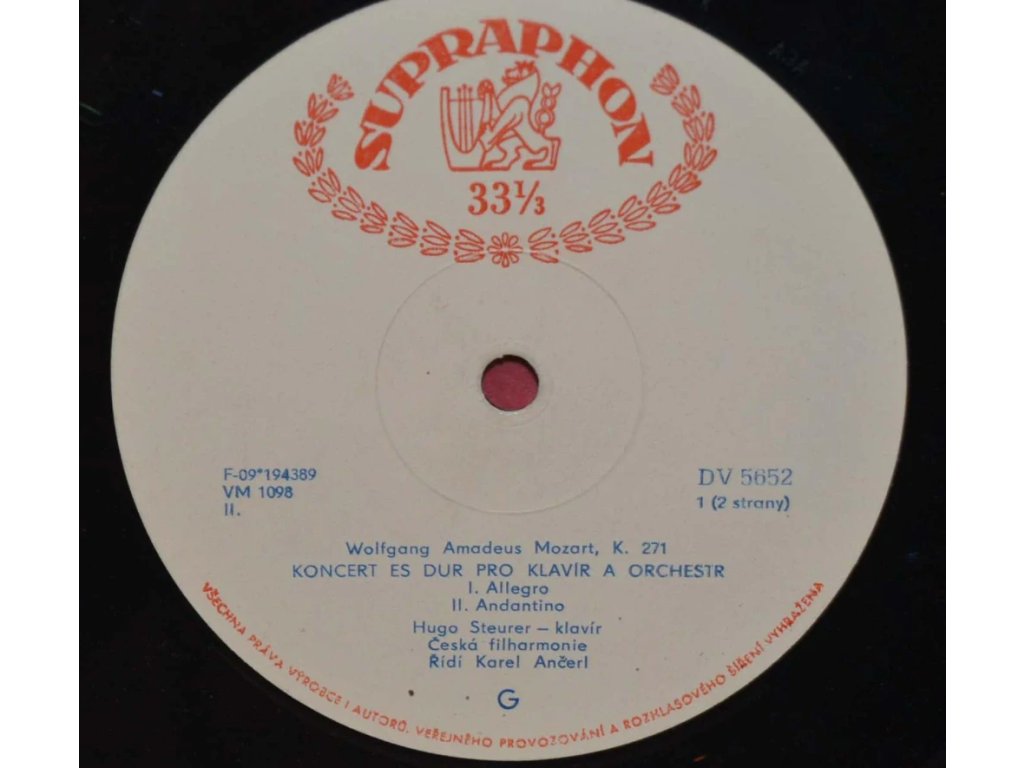 SUPRAPHON
33⅓
F-09*194389
VM 1098
II.
DV 5652
1 (2 strany)
Wolfgang Amadeus Mozart, K. 271
KONCERT ES DUR PRO KLAVÍR A ORCHESTR
I. Allegro
II. Andantino
Hugo Steurer – klavír
Česká filharmonie
Řídí Karel Ančerl
G
VŠECHNA PRÁVA VÝROBCE I AUTORŮ. VEŘEJNÉHO PROVOZOVÁNÍ A ROZHLASOVÉHO ŠÍŘENÍ VYHRAŽENA